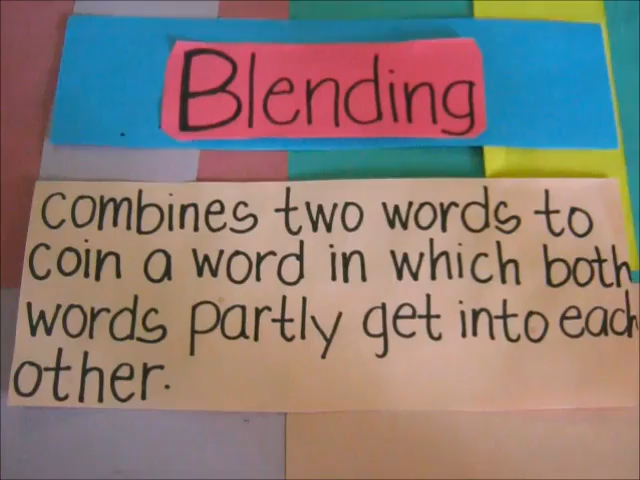 Blending
combines two words to
coin a word in which both
words partly get into each
other.